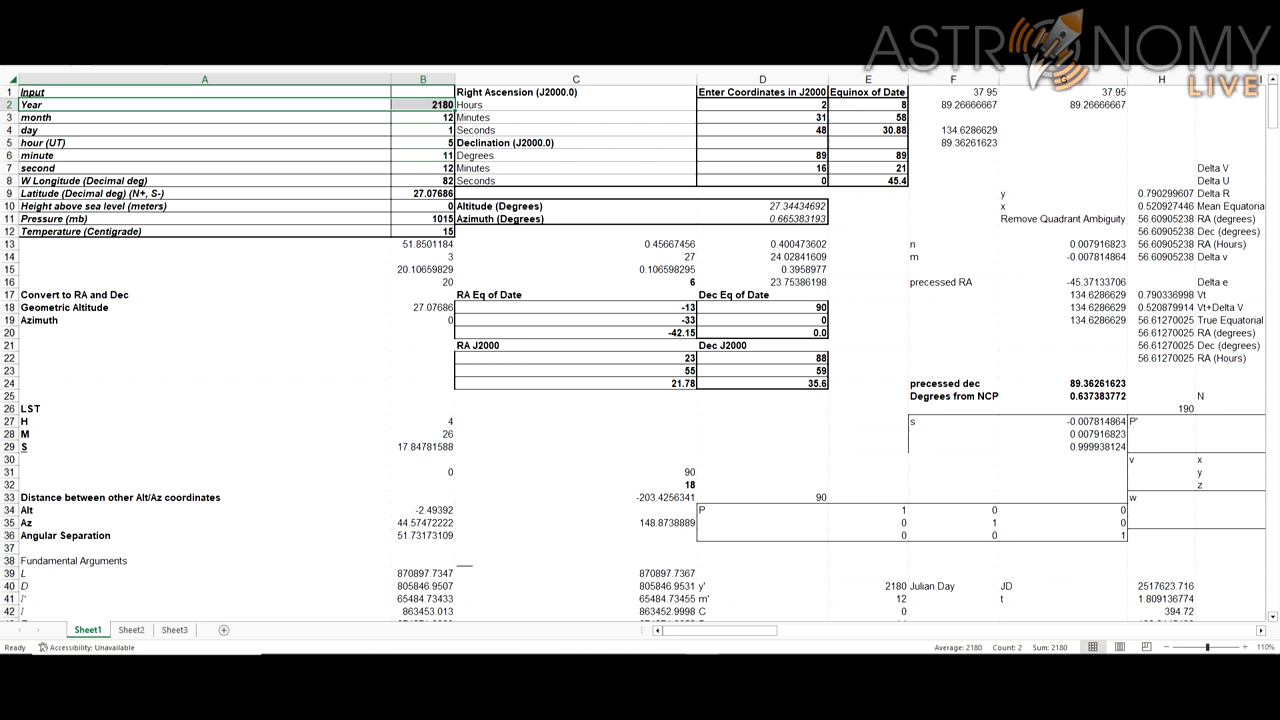 ASTRONOMY
LIVE
A B C D E F G H I
1 Input Right Ascension (J2000.0) Enter Coordinates in J2000 Equinox of Date 37.95 37.95
2 Year 2180 Hours 2 8 89.26666667 89.26666667
3 month 12 Minutes 31 58
4 day 1 Seconds 48 30.88 134.6286629
5 hour (UT) 5 Declination (J2000.0) 89.36261623
6 minute 11 Degrees 89 89
7 second 12 Minutes 16 21 Delta V
8 W Longitude (Decimal deg) 82 Seconds 0 45.4 Delta U
9 Latitude (Decimal deg) (N+, S-) 27.07686 y 0.790299607 Delta R
10 Height above sea level (meters) 0 Altitude (Degrees) 27.34434692 x 0.520927446 Mean Equatoria
11 Pressure (mb) 1015 Azimuth (Degrees) 0.665383193 Remove Quadrant Ambiguity 56.60905238 RA (degrees)
12 Temperature (Centigrade) 15 56.60905238 Dec (degrees)
13 51.8501184 0.45667456 0.400473602 n 0.007916823 56.60905238 RA (Hours)
14 3 27 24.02841609 m -0.007814864 56.60905238 Delta v
15 20.10659829 0.106598295 0.3958977
16 20 6 23.75386198 precessed RA -45.37133706 Delta e
17 Convert to RA and Dec RA Eq of Date Dec Eq of Date 134.6286629 0.790336998 Vt
18 Geometric Altitude 27.07686 -13 90 134.6286629 0.520879914 Vt+Delta V
19 Azimuth 0 -33 0 134.6286629 56.61270025 True Equatorial
20 -42.15 0.0 56.61270025 RA (degrees)
21 RA J2000 Dec J2000 56.61270025 Dec (degrees)
22 23 88 56.61270025 RA (Hours)
23 55 59
24 21.78 35.6 precessed dec 89.36261623
25 Degrees from NCP 0.637383772 N
26 LST 190
27 H 4 s -0.007814864 P'
28 M 26 0.007916823
29 S 17.84781588 0.999938124
30 v x
31 0 90 y
32 18 z
33 Distance between other Alt/Az coordinates -203.4256341 90 w
34 Alt -2.49392 P 1 0 0
35 Az 44.57472222 148.8738889 0 1 0
36 Angular Separation 51.73173109 0 0 1
37
38 Fundamental Arguments
39 L 870897.7347 870897.7367
40 D 805846.9507 805846.9531 y' 2180 Julian Day JD 2517623.716
41 l' 65484.73433 65484.73455 m' 12 t 1.809136774
42 l 863453.013 863452.9998 C 0 394.72
Sheet1 Sheet2 Sheet3
Ready Accessibility: Unavailable Average: 2180 Count: 2 Sum: 2180 110%